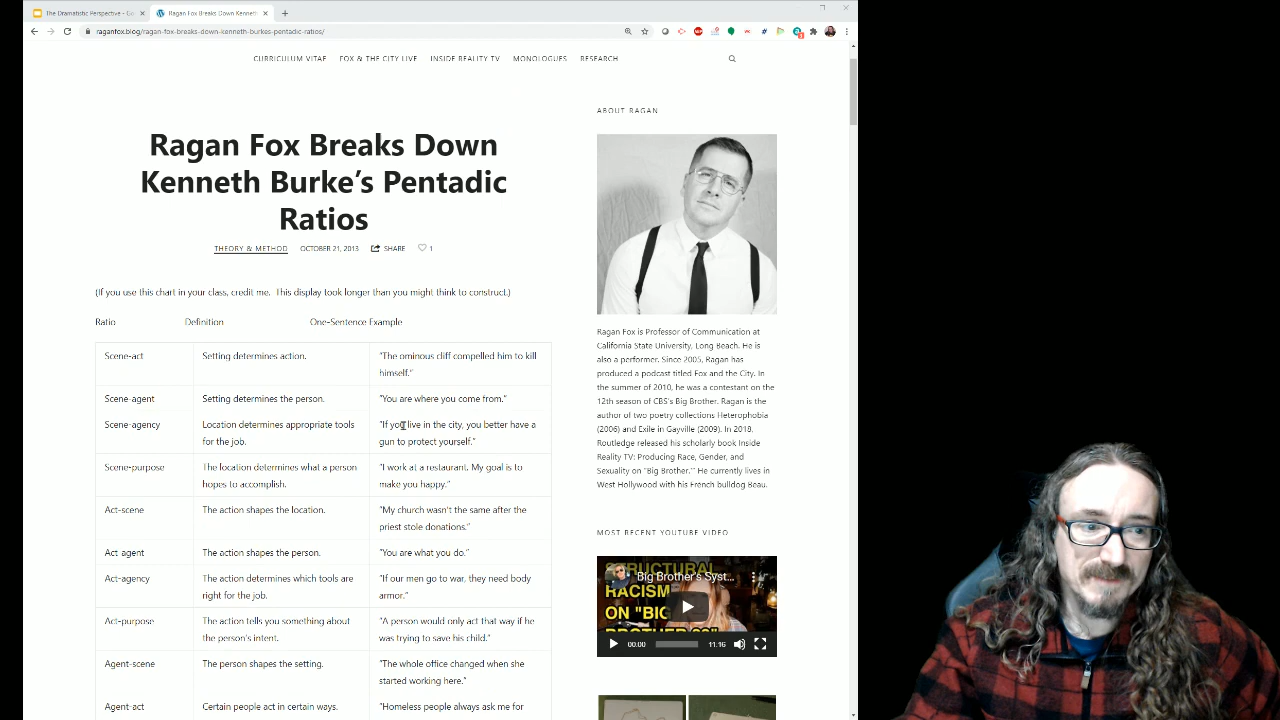 The Dramatistic Perspective - Go
Ragan Fox Breaks Down Kenneth
raganfox.blog/ragan-fox-breaks-down-kenneth-burkes-pentadic-ratios/
CURRICULUM VITAE FOX & THE CITY LIVE INSIDE REALITY TV MONOLOGUES RESEARCH
Ragan Fox Breaks Down
Kenneth Burke's Pentadic
Ratios
THEORY & METHOD OCTOBER 21, 2013 SHARE 1
(If you use this chart in your class, credit me. This display took longer than you might think to construct.)
Ratio Definition One-Sentence Example
Scene-act Setting determines action. "The ominous cliff compelled him to kill
himself."
Scene-agent Setting determines the person. "You are where you come from."
Scene-agency Location determines appropriate tools "If you live in the city, you better have a
for the job. gun to protect yourself."
Scene-purpose The location determines what a person "I work at a restaurant. My goal is to
hopes to accomplish. make you happy."
Act-scene The action shapes the location. "My church wasn't the same after the
priest stole donations."
Act-agent The action shapes the person. "You are what you do."
Act-agency The action determines which tools are "If our men go to war, they need body
right for the job. armor."
Act-purpose The action tells you something about "A person would only act that way if he
the person's intent. was trying to save his child."
Agent-scene The person shapes the setting. "The whole office changed when she
started working here."
Agent-act Certain people act in certain ways. "Homeless people always ask me for
ABOUT RAGAN
Ragan Fox is Professor of Communication at
California State University, Long Beach. He is
also a performer. Since 2005, Ragan has
produced a podcast titled Fox and the City. In
the summer of 2010, he was a contestant on the
12th season of CBS's Big Brother. Ragan is the
author of two poetry collections Heterophobia
(2006) and Exile in Gayville (2009). In 2018,
Routledge released his scholarly book Inside
Reality TV: Producing Race, Gender, and
Sexuality on "Big Brother." He currently lives in
West Hollywood with his French bulldog Beau.
MOST RECENT YOUTUBE VIDEO
STRUCTURAL
Big Brother's Syst...
RACISM
ON "BIG
00:00 11:16